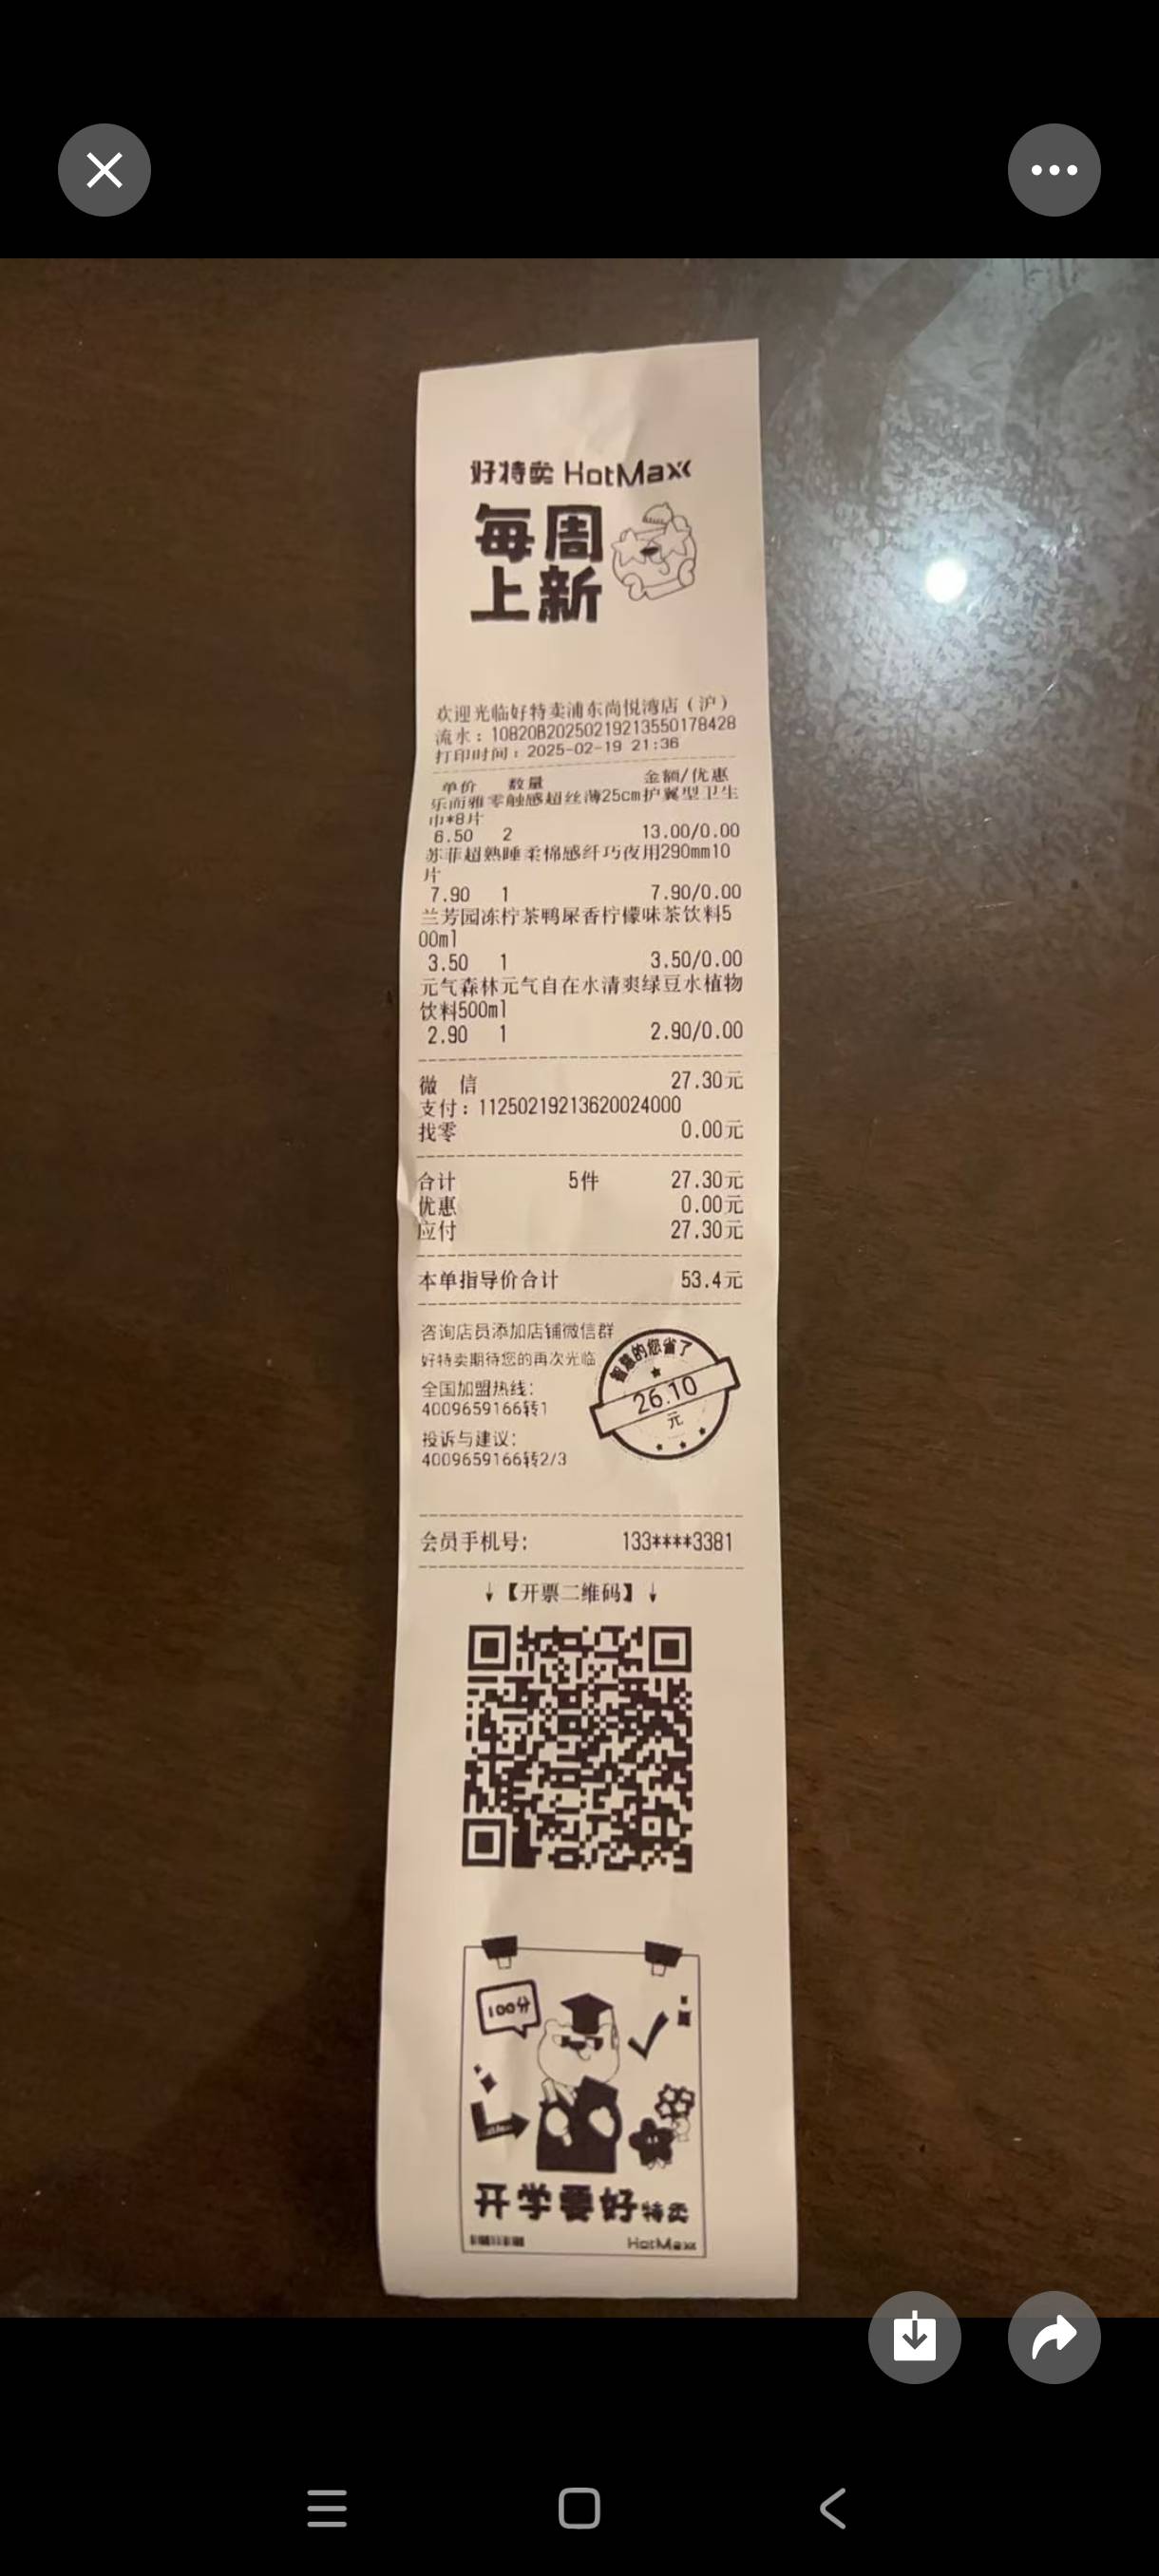 好特卖 HotMaxx
每周
上新
欢迎光临好特卖浦东尚悦湾店（沪）
流水：10820B20250219213550178428
打印时间：2025-02-19 21:36
单价 数量 金额/优惠
乐而雅零触感超丝薄25cm护翼型卫生
巾*8片
6.50 2 13.00/0.00
苏菲超熟睡柔棉感纤巧夜用290mm10
片
7.90 1 7.90/0.00
兰芳园冻柠茶鸭屎香柠檬味茶饮料5
00ml
3.50 1 3.50/0.00
元气森林元气自在水清爽绿豆水植物
饮料500ml
2.90 1 2.90/0.00
微 信 27.30元
支付：11250219213620024000
找零 0.00元
合计 5件 27.30元
优惠 0.00元
应付 27.30元
本单指导价合计 53.4元
咨询店员添加店铺微信群
好特卖期待您的再次光临
智慧的您省了
26.10
元
全国加盟热线：
4009659166转1
投诉与建议：
4009659166转2/3
会员手机号： 133****3381
↓【开票二维码】↓
100分
开学要好特卖
HotMaxx